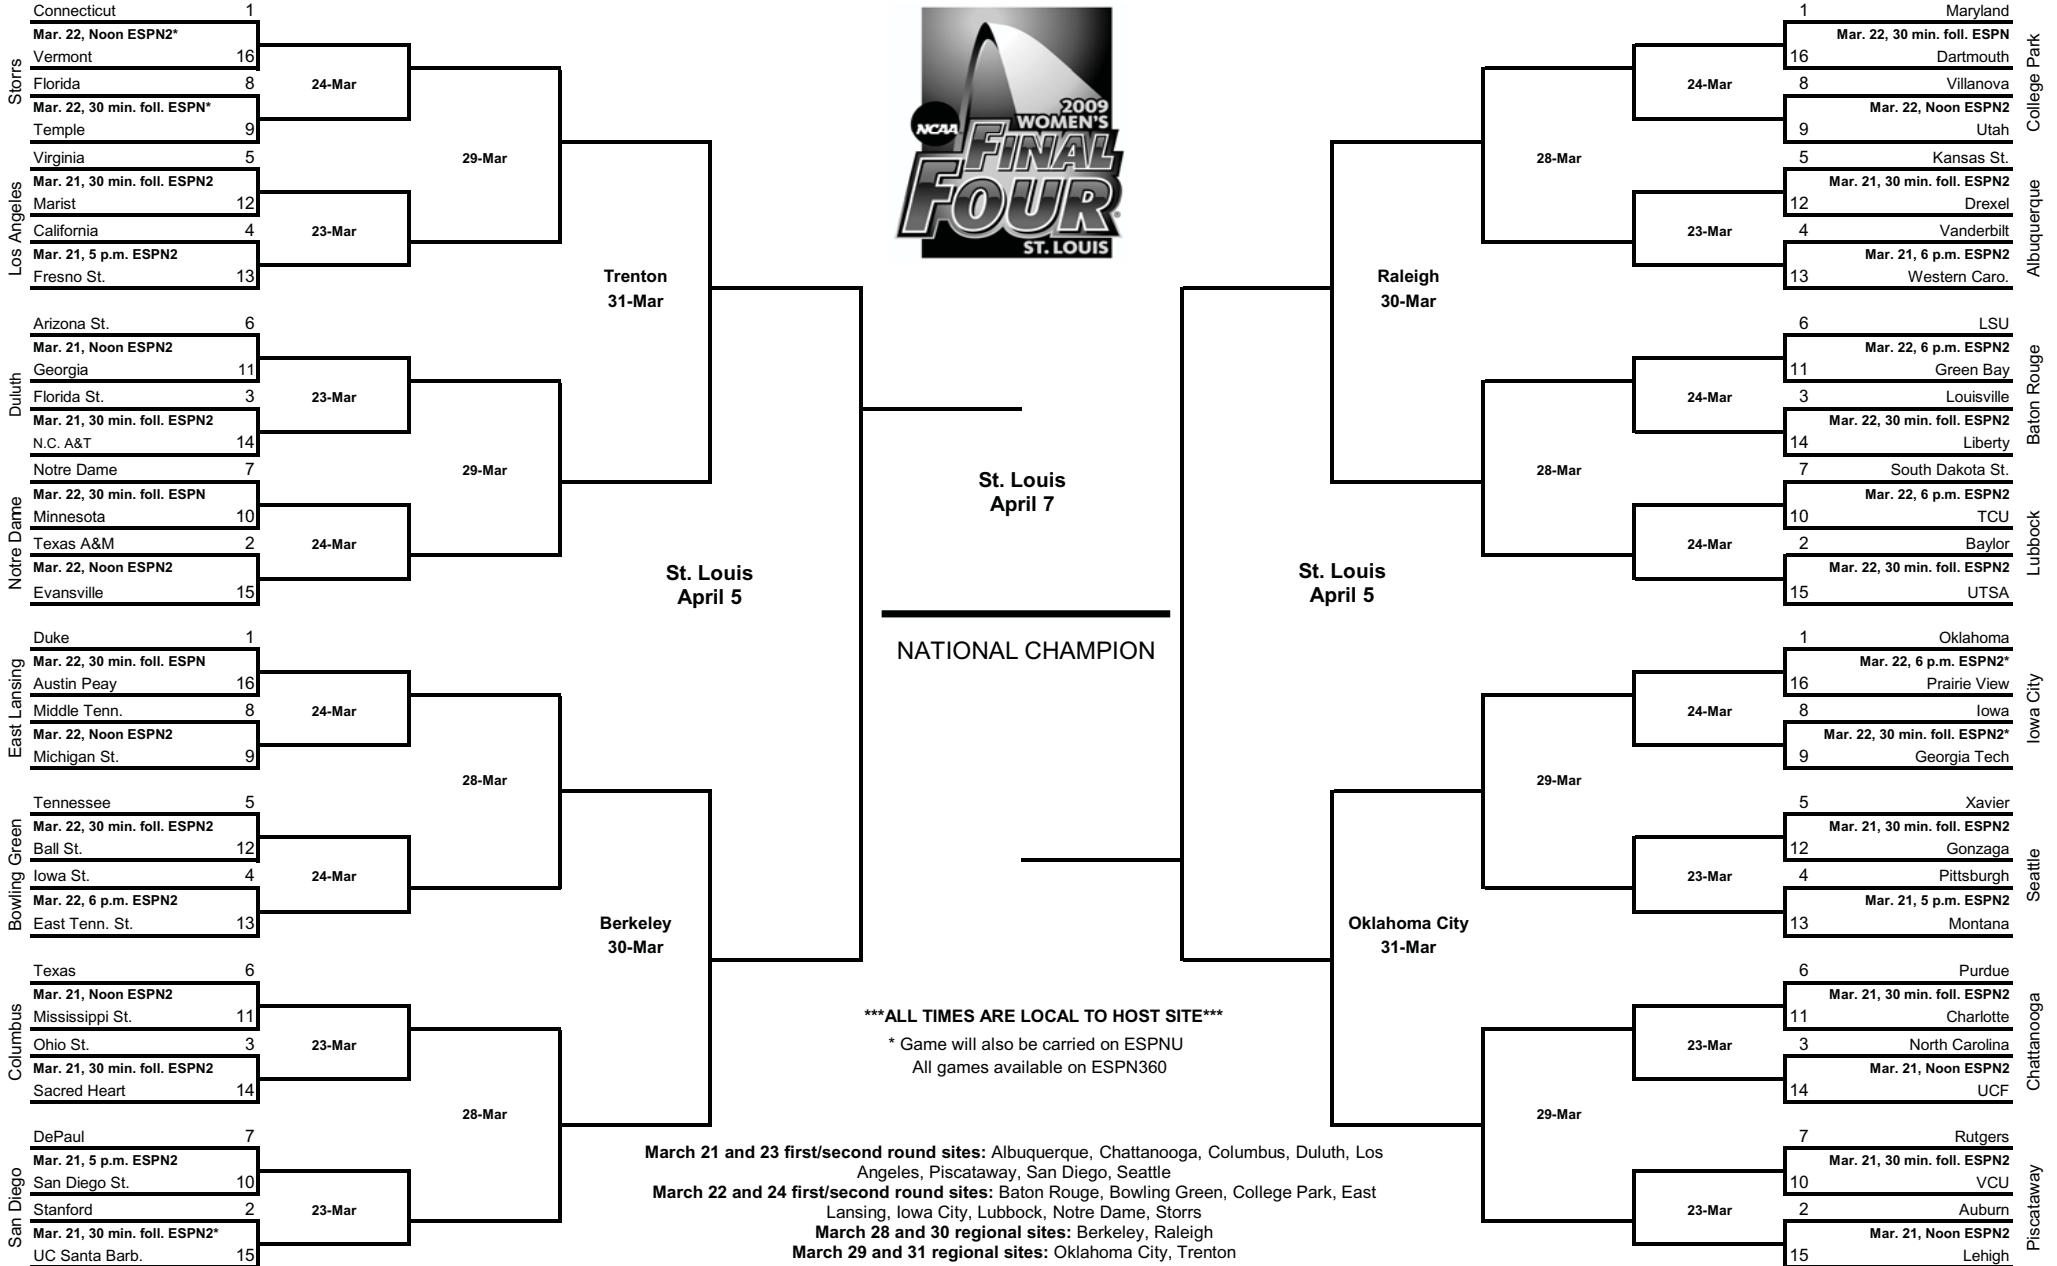 Connecticut 1
Mar. 22, Noon ESPN2*
Vermont 16
Florida 8
Mar. 22, 30 min. foll. ESPN*
Temple 9
Storrs
24-Mar
Virginia 5
Mar. 21, 30 min. foll. ESPN2
Marist 12
California 4
Mar. 21, 5 p.m. ESPN2
Fresno St. 13
Los Angeles
23-Mar
29-Mar
Trenton
31-Mar
Arizona St. 6
Mar. 21, Noon ESPN2
Georgia 11
Florida St. 3
Mar. 21, 30 min. foll. ESPN2
N.C. A&T 14
Duluth
23-Mar
Notre Dame 7
Mar. 22, 30 min. foll. ESPN
Minnesota 10
Texas A&M 2
Mar. 22, Noon ESPN2
Evansville 15
Notre Dame
24-Mar
29-Mar
St. Louis
April 5
Duke 1
Mar. 22, 30 min. foll. ESPN
Austin Peay 16
Middle Tenn. 8
Mar. 22, Noon ESPN2
Michigan St. 9
East Lansing
24-Mar
Tennessee 5
Mar. 22, 30 min. foll. ESPN2
Ball St. 12
Iowa St. 4
Mar. 22, 6 p.m. ESPN2
East Tenn. St. 13
Bowling Green
24-Mar
28-Mar
Berkeley
30-Mar
Texas 6
Mar. 21, Noon ESPN2
Mississippi St. 11
Ohio St. 3
Mar. 21, 30 min. foll. ESPN2
Sacred Heart 14
Columbus
23-Mar
DePaul 7
Mar. 21, 5 p.m. ESPN2
San Diego St. 10
Stanford 2
Mar. 21, 30 min. foll. ESPN2*
UC Santa Barb. 15
San Diego
23-Mar
28-Mar
2009
WOMEN'S
NCAA
FINAL
FOUR
®
ST. LOUIS
St. Louis
April 7
NATIONAL CHAMPION
***ALL TIMES ARE LOCAL TO HOST SITE***
* Game will also be carried on ESPNU
All games available on ESPN360
March 21 and 23 first/second round sites: Albuquerque, Chattanooga, Columbus, Duluth, Los
Angeles, Piscataway, San Diego, Seattle
March 22 and 24 first/second round sites: Baton Rouge, Bowling Green, College Park, East
Lansing, Iowa City, Lubbock, Notre Dame, Storrs
March 28 and 30 regional sites: Berkeley, Raleigh
March 29 and 31 regional sites: Oklahoma City, Trenton
1 Maryland
Mar. 22, 30 min. foll. ESPN
16 Dartmouth
8 Villanova
Mar. 22, Noon ESPN2
9 Utah
College Park
24-Mar
5 Kansas St.
Mar. 21, 30 min. foll. ESPN2
12 Drexel
4 Vanderbilt
Mar. 21, 6 p.m. ESPN2
13 Western Caro.
Albuquerque
23-Mar
28-Mar
Raleigh
30-Mar
6 LSU
Mar. 22, 6 p.m. ESPN2
11 Green Bay
3 Louisville
Mar. 22, 30 min. foll. ESPN2
14 Liberty
Baton Rouge
24-Mar
7 South Dakota St.
Mar. 22, 6 p.m. ESPN2
10 TCU
2 Baylor
Mar. 22, 30 min. foll. ESPN2
15 UTSA
Lubbock
24-Mar
28-Mar
St. Louis
April 5
1 Oklahoma
Mar. 22, 6 p.m. ESPN2*
16 Prairie View
8 Iowa
Mar. 22, 30 min. foll. ESPN2*
9 Georgia Tech
Iowa City
24-Mar
5 Xavier
Mar. 21, 30 min. foll. ESPN2
12 Gonzaga
4 Pittsburgh
Mar. 21, 5 p.m. ESPN2
13 Montana
Seattle
23-Mar
29-Mar
Oklahoma City
31-Mar
6 Purdue
Mar. 21, 30 min. foll. ESPN2
11 Charlotte
3 North Carolina
Mar. 21, Noon ESPN2
14 UCF
Chattanooga
23-Mar
7 Rutgers
Mar. 21, 30 min. foll. ESPN2
10 VCU
2 Auburn
Mar. 21, Noon ESPN2
15 Lehigh
Piscataway
23-Mar
29-Mar